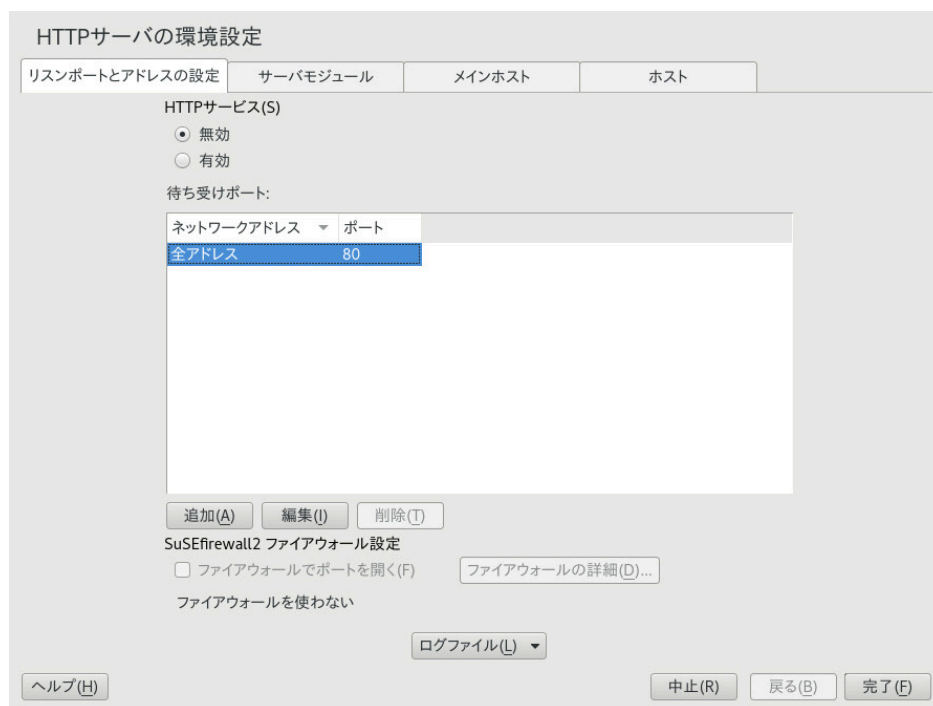 HTTPサーバの環境設定
リスンポートとアドレスの設定 サーバモジュール メインホスト ホスト
HTTPサービス(S)
無効
有効
待ち受けポート:
ネットワークアドレス ポート
全アドレス 80
追加(A) 編集(I) 削除(T)
SuSEfirewall2 ファイアウォール設定
ファイアウォールでポートを開く(F) ファイアウォールの詳細(D)...
ファイアウォールを使わない
ログファイル(L)
ヘルプ(H) 中止(R) 戻る(B) 完了(F)